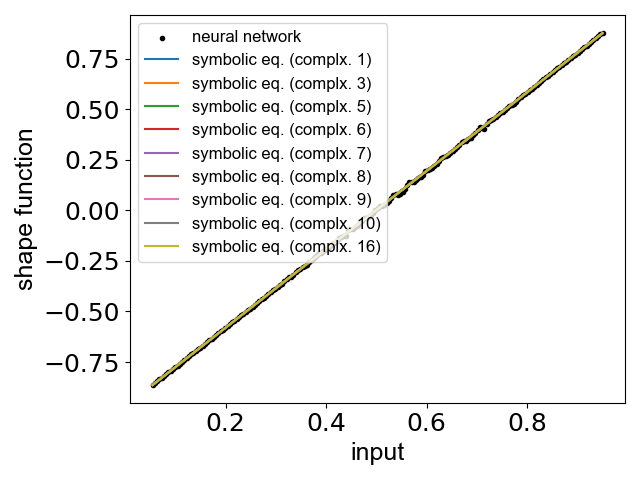 neural network
symbolic eq. (complx. 1)
symbolic eq. (complx. 3)
symbolic eq. (complx. 5)
symbolic eq. (complx. 6)
symbolic eq. (complx. 7)
symbolic eq. (complx. 8)
symbolic eq. (complx. 9)
symbolic eq. (complx. 10)
symbolic eq. (complx. 16)
shape function
0.75
0.50
0.25
0.00
−0.25
−0.50
−0.75
0.2 0.4 0.6 0.8
input